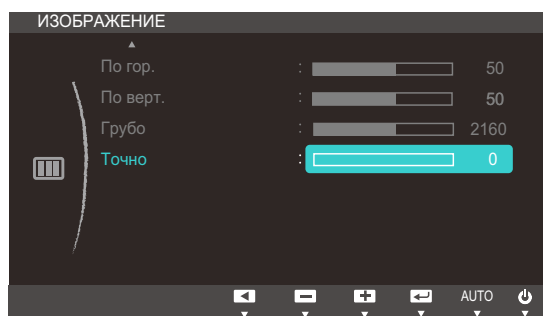 ИЗОБРАЖЕНИЕ
По гор. : 50
По верт. : 50
Грубо : 2160
Точно : 0
AUTO